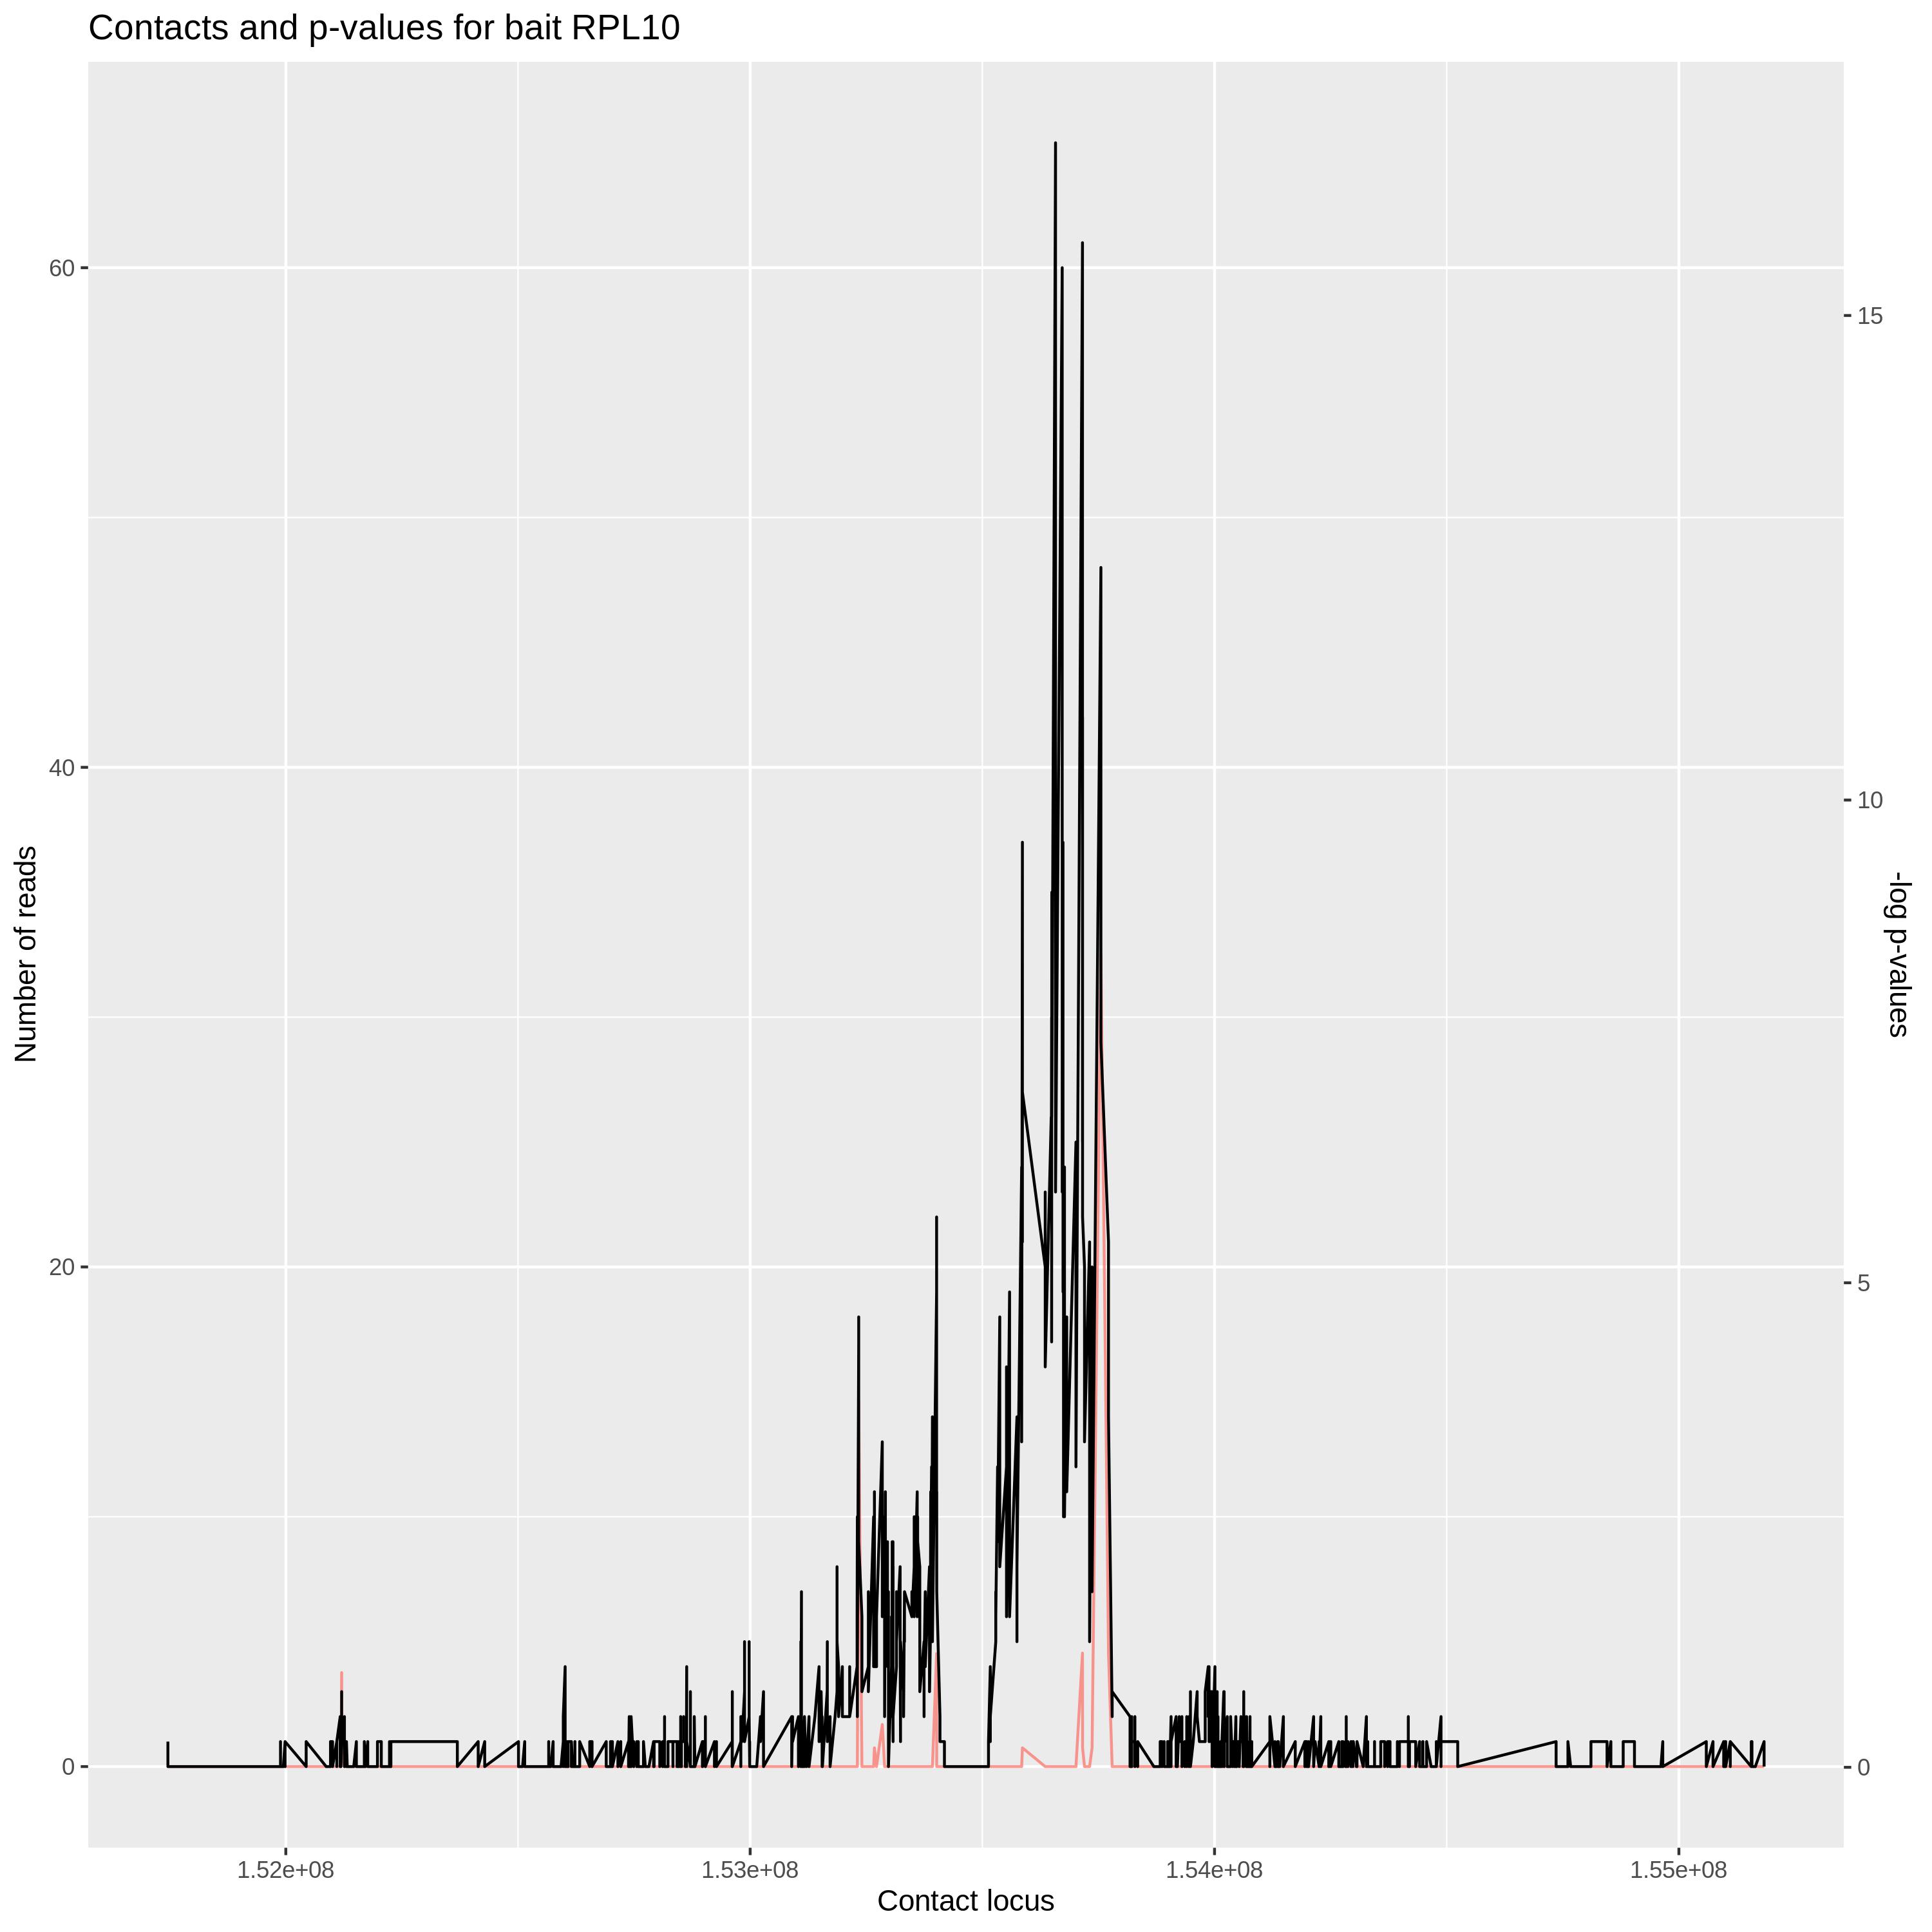 Contacts and p-values for bait RPL10
60
40
20
0
Number of reads
15
10
5
0
-log p-values
1.52e+08
1.53e+08
1.54e+08
1.55e+08
Contact locus